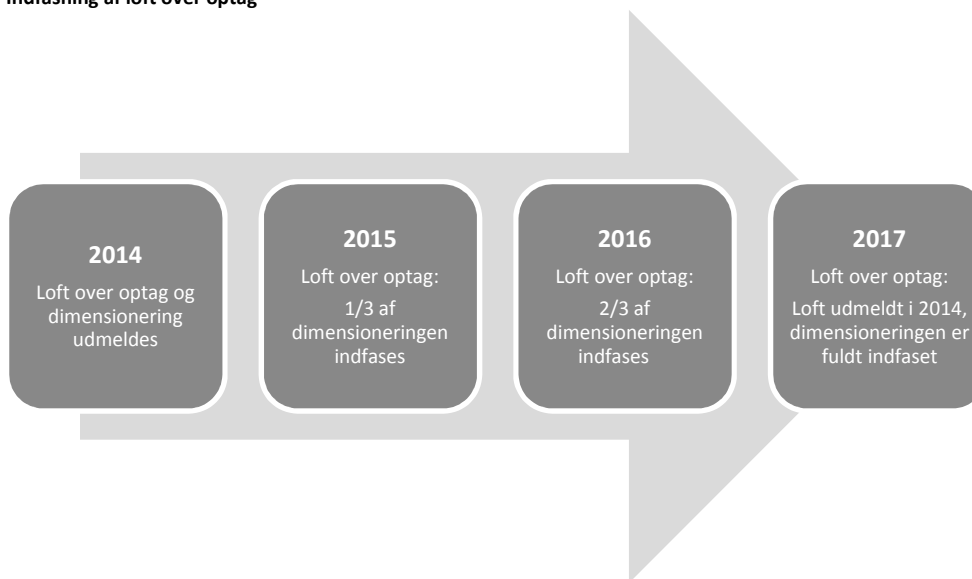 Indfasning af loft over optag
2014
Loft over optag og
dimensionering
udmeldes
2015
Loft over optag:
1/3 af
dimensioneringen
indfases
2016
Loft over optag:
2/3 af
dimensioneringen
indfases
2017
Loft over optag:
Loft udmeldt i 2014,
dimensioneringen er
fuldt indfaset